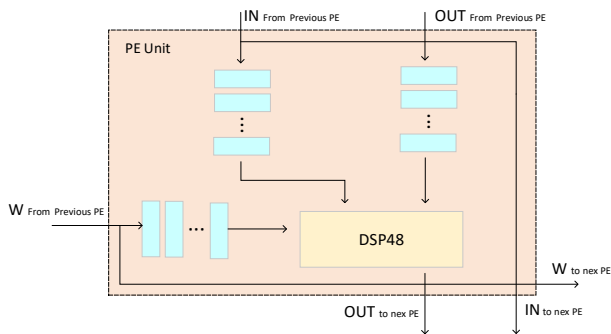 IN From Previous PE
OUT From Previous PE
PE Unit
W From Previous PE
DSP48
W to nex PE
OUT to nex PE
IN to nex PE